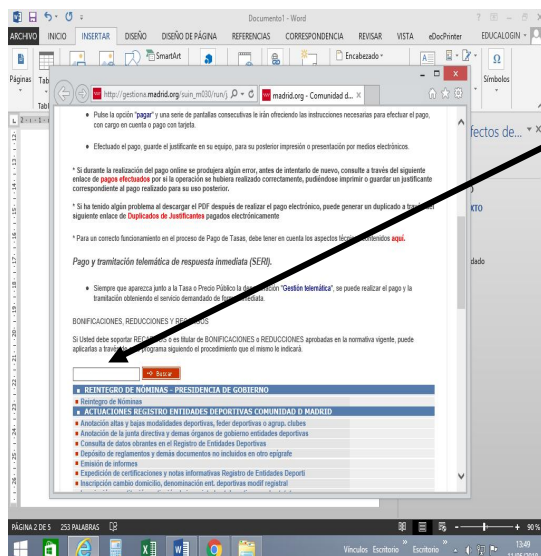 Documento1 - Word
ARCHIVO INICIO INSERTAR DISEÑO DISEÑO DE PÁGINA REFERENCIAS CORRESPONDENCIA REVISAR VISTA eDocPrinter EDUCALOGIN
SmartArt
Encabezado
Páginas
Símbolos
http://gestiona.madrid.org/suin_m030/run/j
madrid.org - Comunidad d...
• Pulse la opción "pagar" y una serie de pantallas consecutivas le irán ofreciendo las instrucciones necesarias para efectuar el pago,
con cargo en cuenta o pago con tarjeta.
• Efectuado el pago, guarde el justificante en su equipo, para su posterior impresión o presentación por medios electrónicos.
* Si durante la realización del pago online se produjera algún error, antes de intentarlo de nuevo, consulte a través del siguiente
enlace de pagos efectuados por si la operación se hubiera realizado correctamente, pudiéndose imprimir o guardar un justificante
correspondiente al pago realizado para su uso posterior.
* Si ha tenido algún problema al descargar el PDF después de realizar el pago electrónico, puede generar un duplicado a través del
siguiente enlace de Duplicados de Justificantes pagados electrónicamente
* Para un correcto funcionamiento en el proceso de Pago de Tasas, debe tener en cuenta los aspectos técnicos contenidos aquí.
Pago y tramitación telemática de respuesta inmediata (SERI).
• Siempre que aparezca junto a la Tasa o Precio Público la denominación "Gestión telemática", se puede realizar el pago y la
tramitación obteniendo el servicio demandado de forma inmediata.
BONIFICACIONES, REDUCCIONES Y RECARGOS
Si Usted debe soportar RECARGOS o es titular de BONIFICACIONES o REDUCCIONES aprobadas en la normativa vigente, puede
aplicarlas a través de este programa siguiendo el procedimiento que el mismo le indicará.
Buscar
REINTEGRO DE NÓMINAS - PRESIDENCIA DE GOBIERNO
Reintegro de Nóminas
ACTUACIONES REGISTRO ENTIDADES DEPORTIVAS COMUNIDAD D MADRID
Anotación altas y bajas modalidades deportivas, feder deportivas o agrup. clubes
Anotación de la junta directiva y demas órganos de gobierno entidades deportivas
Consulta de datos obrantes en el Registro de Entidades Deportivas
Depósito de reglamentos y demás documentos no incluidos en otro epígrafe
Emisión de informes
Expedición de certificaciones y notas informativas Registro de Entidades Deporti
Inscripción cambio domicilio, denominación ent. deportivas modif registral
fectos de...
XTO
dado
PÁGINA 2 DE 5 253 PALABRAS
90%
Vínculos Escritorio Escritorio
13:49